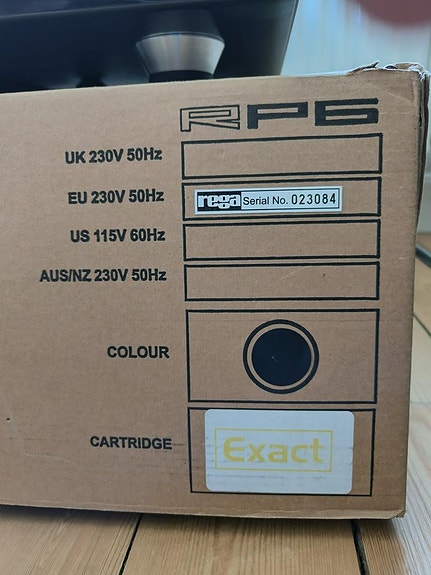 RP6
UK 230V 50Hz
EU 230V 50Hz rega Serial No. 023084
US 115V 60Hz
AUS/NZ 230V 50Hz
COLOUR
CARTRIDGE Exact